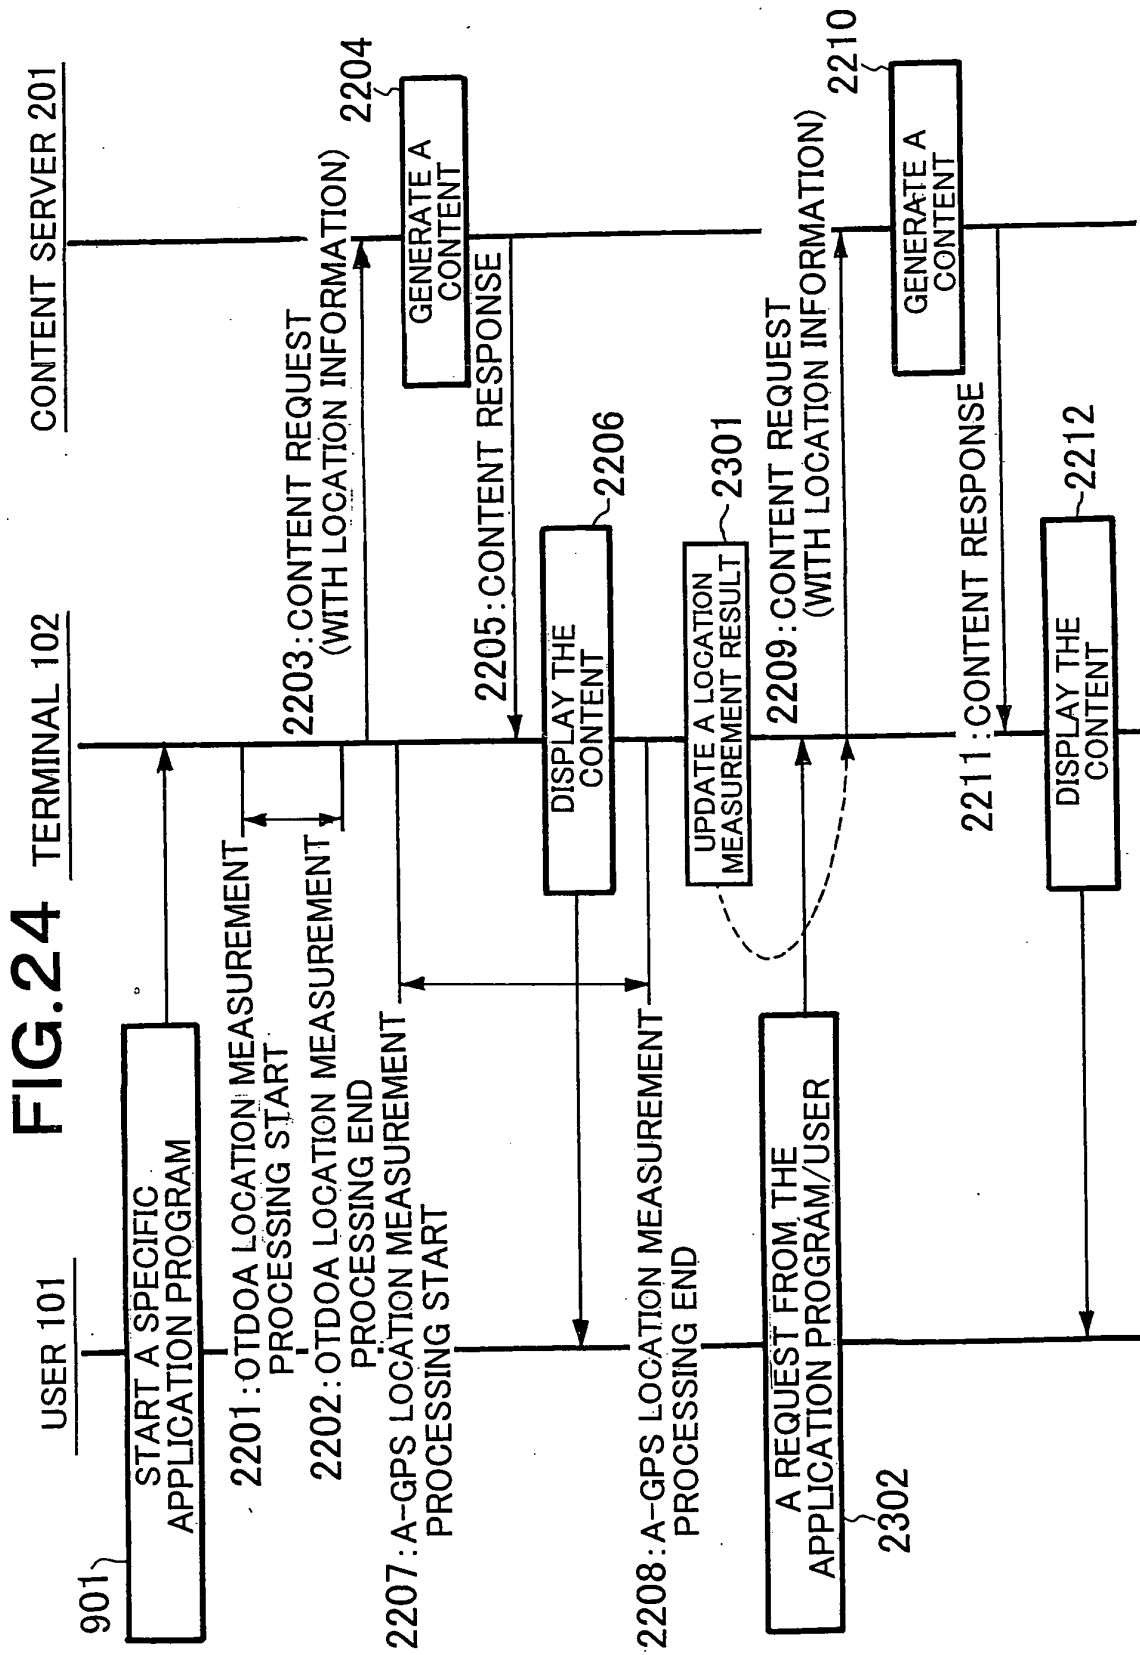 FIG.24
USER 101
TERMINAL 102
CONTENT SERVER 201
901
START A SPECIFIC
APPLICATION PROGRAM
2201:OTDOA LOCATION MEASUREMENT
PROCESSING START
2202:OTDOA LOCATION MEASUREMENT
PROCESSING END
2203:CONTENT REQUEST
(WITH LOCATION INFORMATION)
2204
GENERATE A
CONTENT
2207:A-GPS LOCATION MEASUREMENT
PROCESSING START
2205:CONTENT RESPONSE
DISPLAY THE
CONTENT
2206
2208:A-GPS LOCATION MEASUREMENT
PROCESSING END
UPDATE A LOCATION
MEASUREMENT RESULT
2301
A REQUEST FROM THE
APPLICATION PROGRAM/USER
2302
2209:CONTENT REQUEST
(WITH LOCATION INFORMATION)
2210
GENERATE A
CONTENT
2211:CONTENT RESPONSE
DISPLAY THE
CONTENT
2212